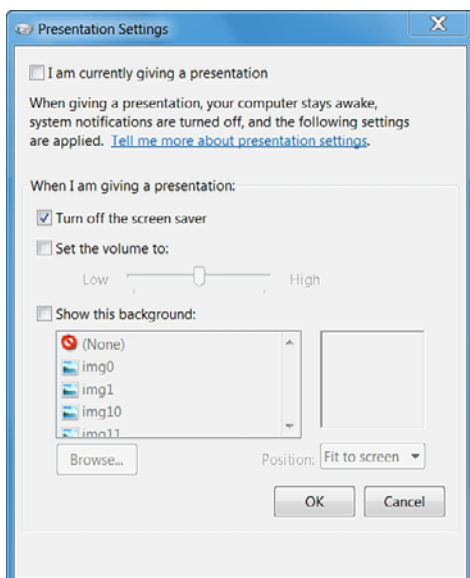 Presentation Settings
I am currently giving a presentation
When giving a presentation, your computer stays awake,
system notifications are turned off, and the following settings
are applied. Tell me more about presentation settings.
When I am giving a presentation:
Turn off the screen saver
Set the volume to:
Low High
Show this background:
(None)
img0
img1
img10
img11
Browse... Position: Fit to screen
OK Cancel